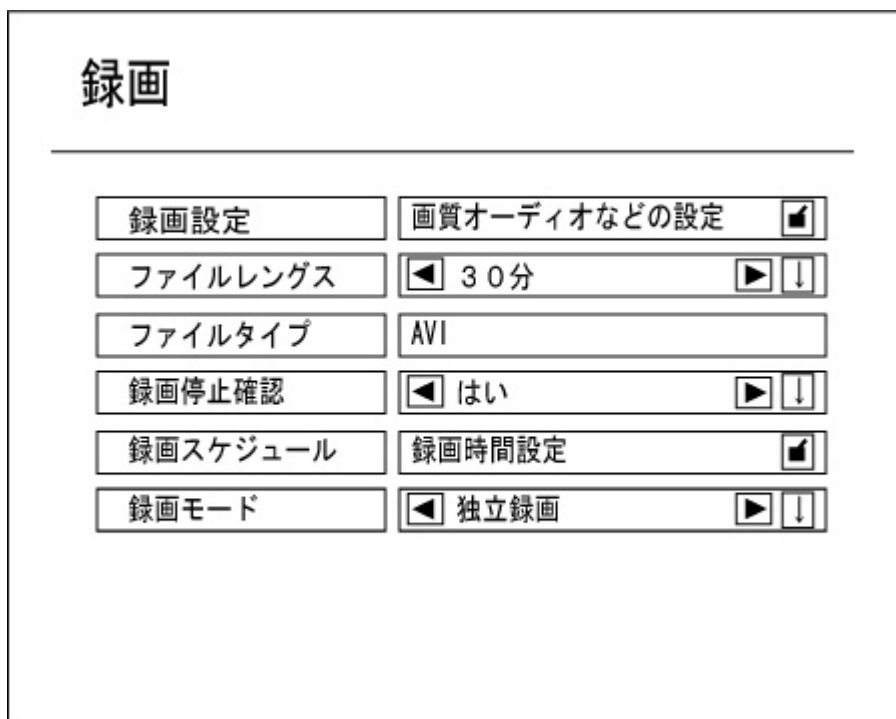 録画
録画設定 画質オーディオなどの設定
ファイルレングス ３０分
ファイルタイプ AVI
録画停止確認 はい
録画スケジュール 録画時間設定
録画モード 独立録画